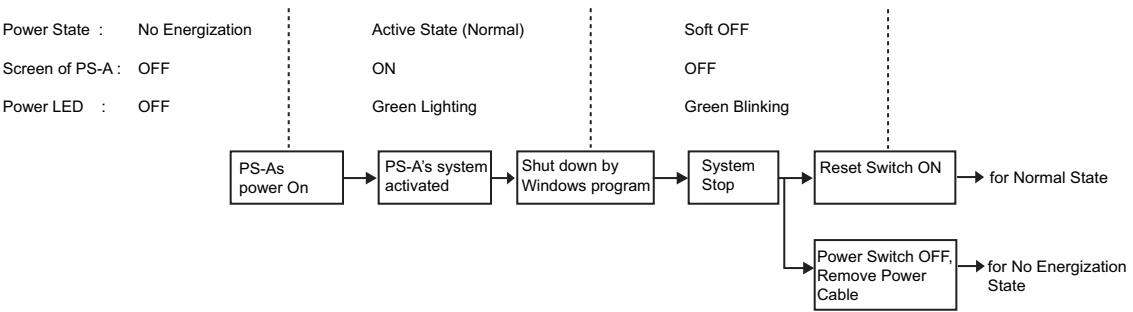 Power State : No Energization Active State (Normal) Soft OFF
Screen of PS-A : OFF ON OFF
Power LED : OFF Green Lighting Green Blinking
PS-As
power On
PS-A's system
activated
Shut down by
Windows program
System
Stop
Reset Switch ON
for Normal State
Power Switch OFF,
Remove Power
Cable
for No Energization
State